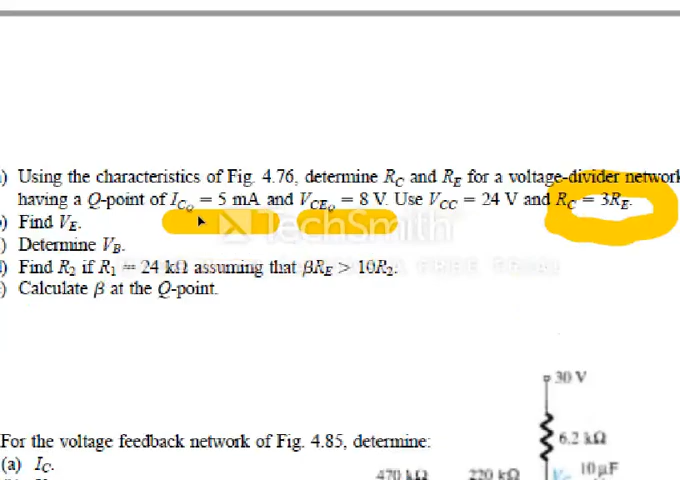 ) Using the characteristics of Fig. 4.76, determine R_C and R_E for a voltage-divider network
having a Q-point of I_CQ = 5 mA and V_CEQ = 8 V. Use V_CC = 24 V and R_C = 3R_E.
) Find V_E.
) Determine V_B.
) Find R_2 if R_1 = 24 kΩ assuming that βR_E > 10R_2.
) Calculate β at the Q-point.
TechSmith
FREE TRIAL
30 V
6.2 kΩ
For the voltage feedback network of Fig. 4.85, determine:
(a) I_C.
470 kΩ 220 kΩ V_C 10 μF